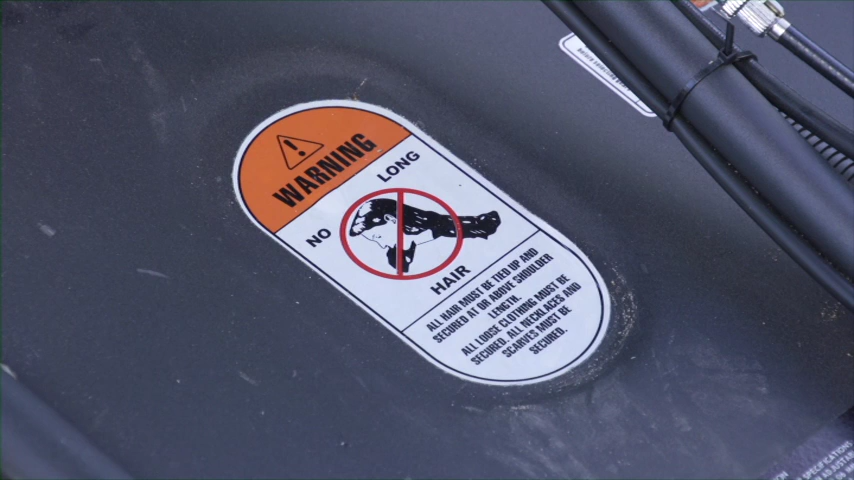 WARNING
NO LONG
HAIR
ALL HAIR MUST BE TIED UP AND
SECURED AT OR ABOVE SHOULDER
LENGTH.
ALL LOOSE CLOTHING MUST BE
SECURED. ALL NECKLACES AND
SCARVES MUST BE
SECURED.
SPECIFICATIONS